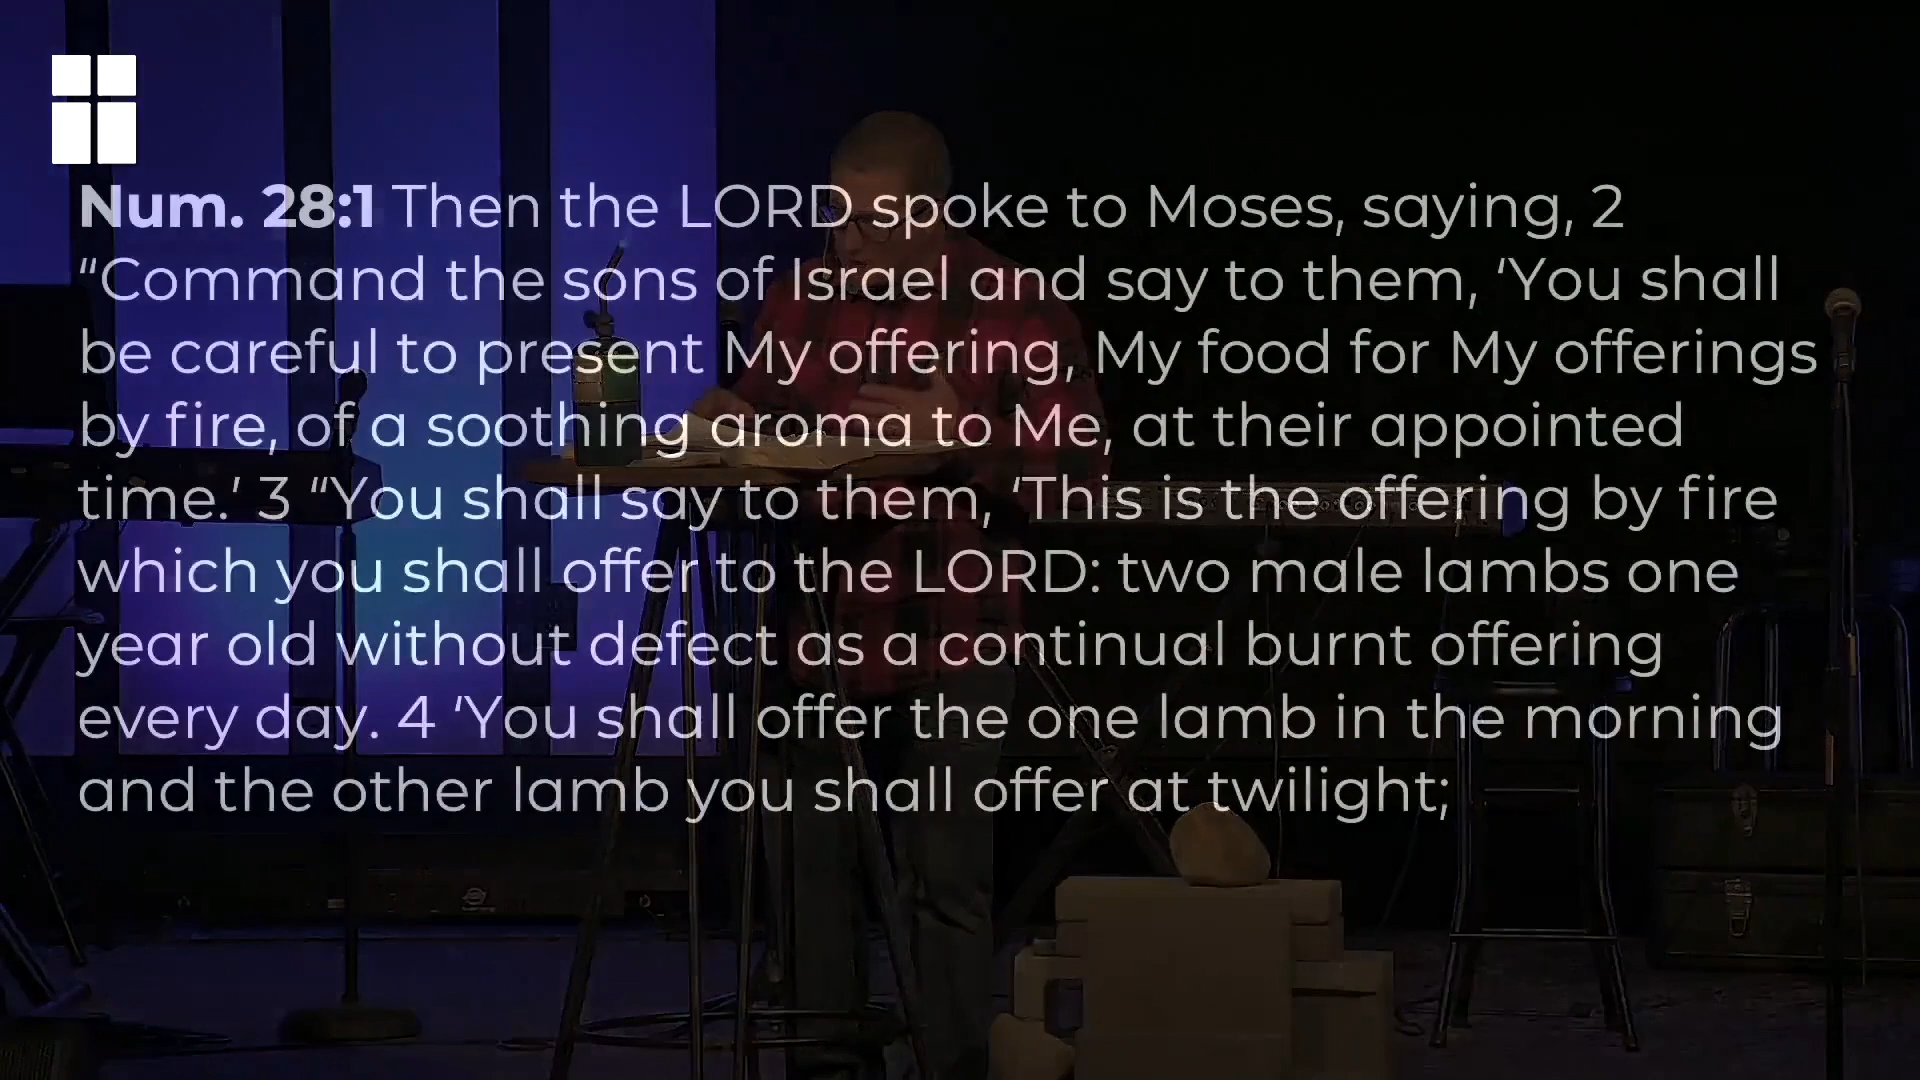 Num. 28:1 Then the LORD spoke to Moses, saying, 2
“Command the sons of Israel and say to them, ‘You shall
be careful to present My offering, My food for My offerings
by fire, of a soothing aroma to Me, at their appointed
time.’ 3 “You shall say to them, ‘This is the offering by fire
which you shall offer to the LORD: two male lambs one
year old without defect as a continual burnt offering
every day. 4 ‘You shall offer the one lamb in the morning
and the other lamb you shall offer at twilight;